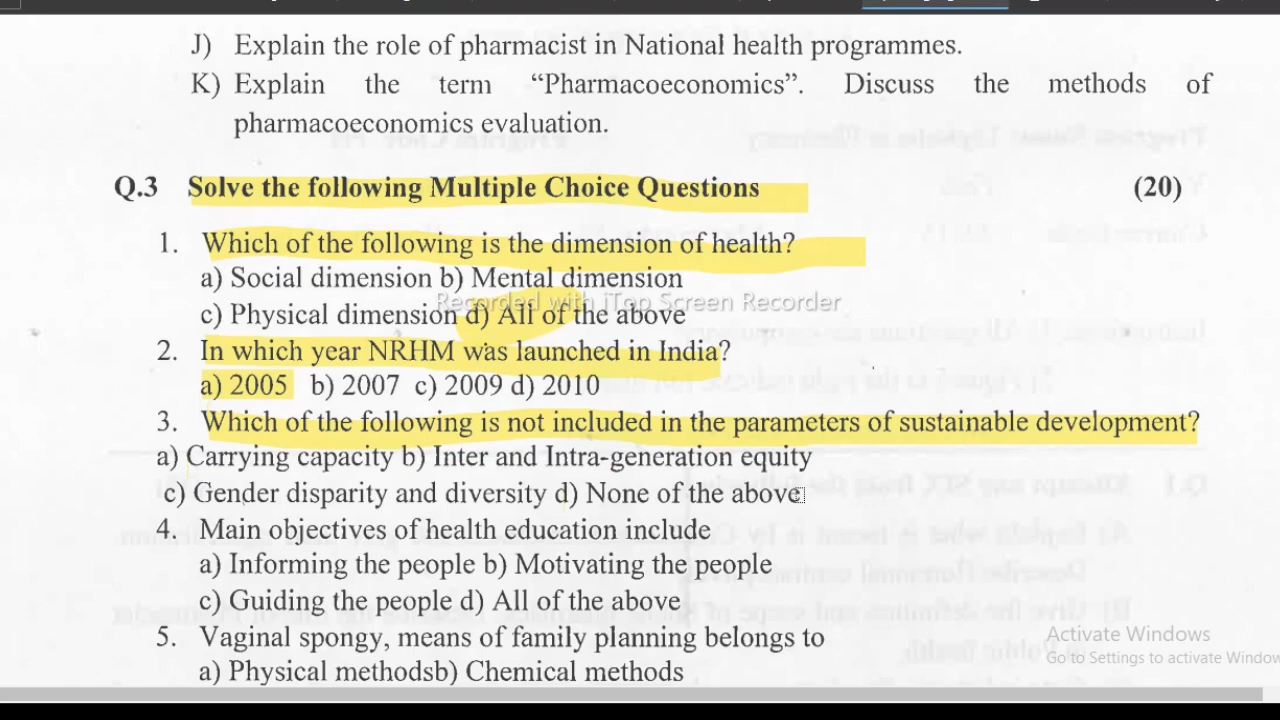 J) Explain the role of pharmacist in National health programmes.
K) Explain the term “Pharmacoeconomics”. Discuss the methods of
pharmacoeconomics evaluation.
Q.3 Solve the following Multiple Choice Questions (20)
1. Which of the following is the dimension of health?
a) Social dimension b) Mental dimension
Recorded with iTop Screen Recorder
c) Physical dimension d) All of the above
2. In which year NRHM was launched in India?
a) 2005 b) 2007 c) 2009 d) 2010
3. Which of the following is not included in the parameters of sustainable development?
a) Carrying capacity b) Inter and Intra-generation equity
c) Gender disparity and diversity d) None of the above
4. Main objectives of health education include
a) Informing the people b) Motivating the people
c) Guiding the people d) All of the above
5. Vaginal spongy, means of family planning belongs to
Activate Windows
Go to Settings to activate Window
a) Physical methodsb) Chemical methods